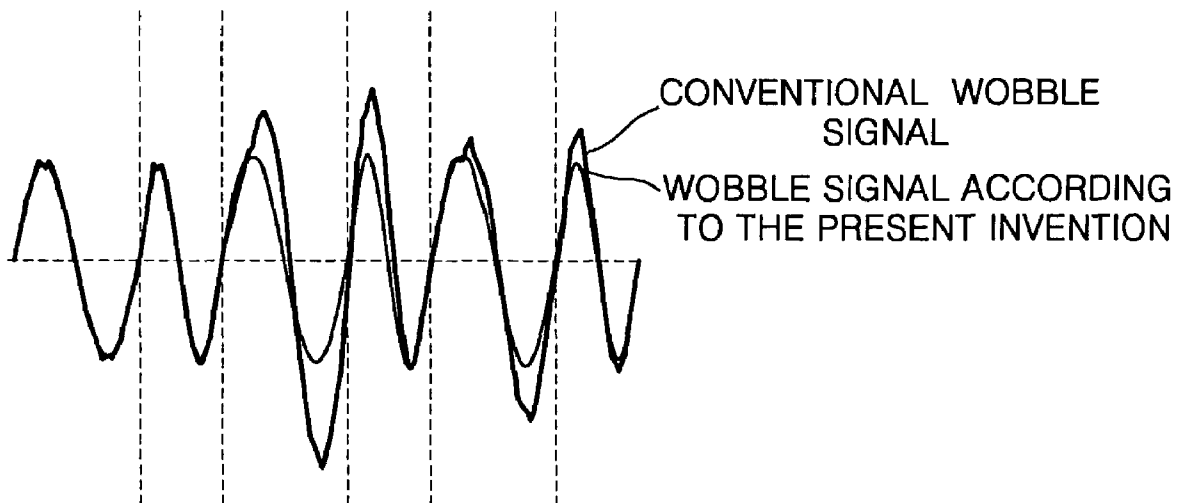 CONVENTIONAL WOBBLE
SIGNAL
WOBBLE SIGNAL ACCORDING
TO THE PRESENT INVENTION